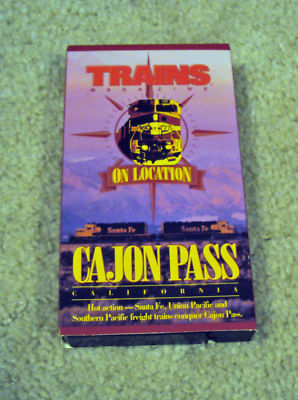 TRAINS
MAGAZINE
ON LOCATION
Santa Fe
Santa Fe
CAJON PASS
CALIFORNIA
Hot action — Santa Fe, Union Pacific and
Southern Pacific freight trains conquer Cajon Pass.